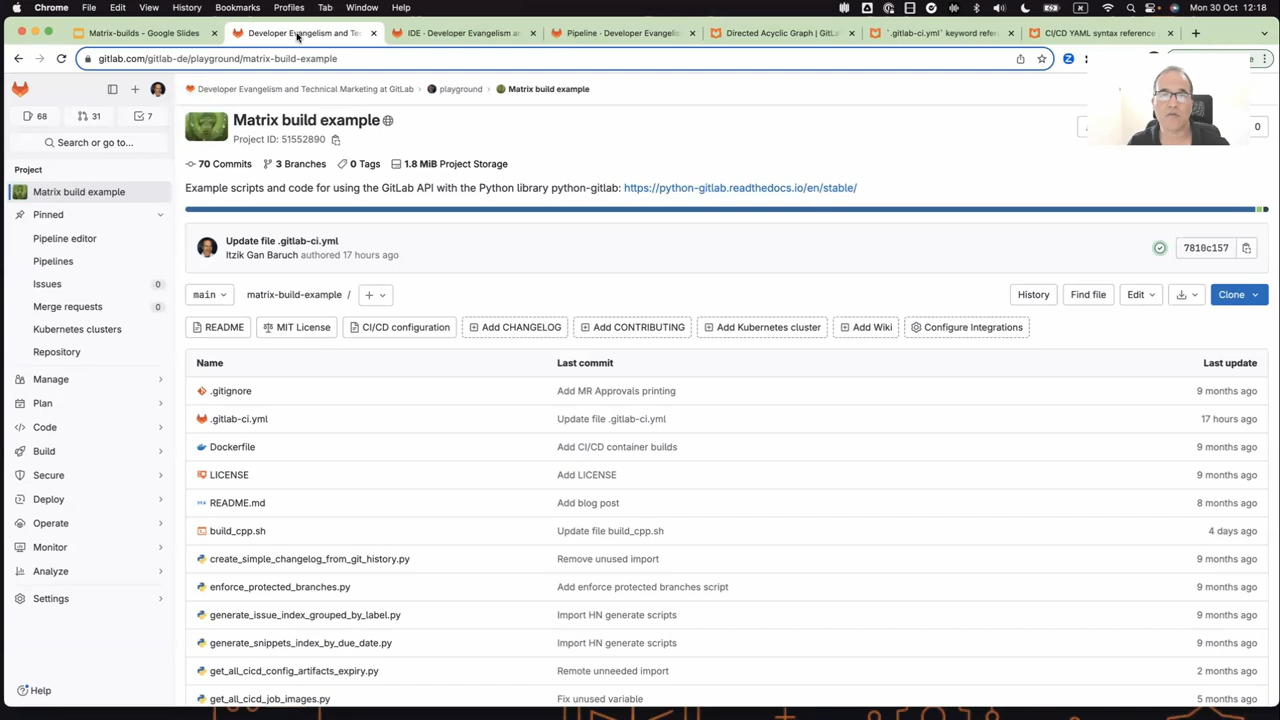 Chrome File Edit View History Bookmarks Profiles Tab Window Help Mon 30 Oct 12:18
Matrix-builds - Google Slides Developer Evangelism and Te IDE · Developer Evangelism a Pipeline · Developer Evangelis Directed Acyclic Graph | GitLa `.gitlab-ci.yml` keyword refe CI/CD YAML syntax reference
gitlab.com/gitlab-de/playground/matrix-build-example
Developer Evangelism and Technical Marketing at GitLab playground Matrix build example
68 31 7
Search or go to...
Project
Matrix build example
Pinned
Pipeline editor
Pipelines
Issues 0
Merge requests 0
Kubernetes clusters
Repository
Manage
Plan
Code
Build
Secure
Deploy
Operate
Monitor
Analyze
Settings
Help
Matrix build example
Project ID: 51552890
0
70 Commits 3 Branches 0 Tags 1.8 MiB Project Storage
Example scripts and code for using the GitLab API with the Python library python-gitlab: https://python-gitlab.readthedocs.io/en/stable/
Update file .gitlab-ci.yml
Itzik Gan Baruch authored 17 hours ago
7810c157
main matrix-build-example / + History Find file Edit Clone
README MIT License CI/CD configuration Add CHANGELOG Add CONTRIBUTING Add Kubernetes cluster Add Wiki Configure Integrations
Name Last commit Last update
.gitignore Add MR Approvals printing 9 months ago
.gitlab-ci.yml Update file .gitlab-ci.yml 17 hours ago
Dockerfile Add CI/CD container builds 9 months ago
LICENSE Add LICENSE 9 months ago
README.md Add blog post 8 months ago
build_cpp.sh Update file build_cpp.sh 4 days ago
create_simple_changelog_from_git_history.py Remove unused import 9 months ago
enforce_protected_branches.py Add enforce protected branches script 9 months ago
generate_issue_index_grouped_by_label.py Import HN generate scripts 9 months ago
generate_snippets_index_by_due_date.py Import HN generate scripts 9 months ago
get_all_cicd_config_artifacts_expiry.py Remote unneeded import 2 months ago
get_all_cicd_job_images.py Fix unused variable 5 months ago